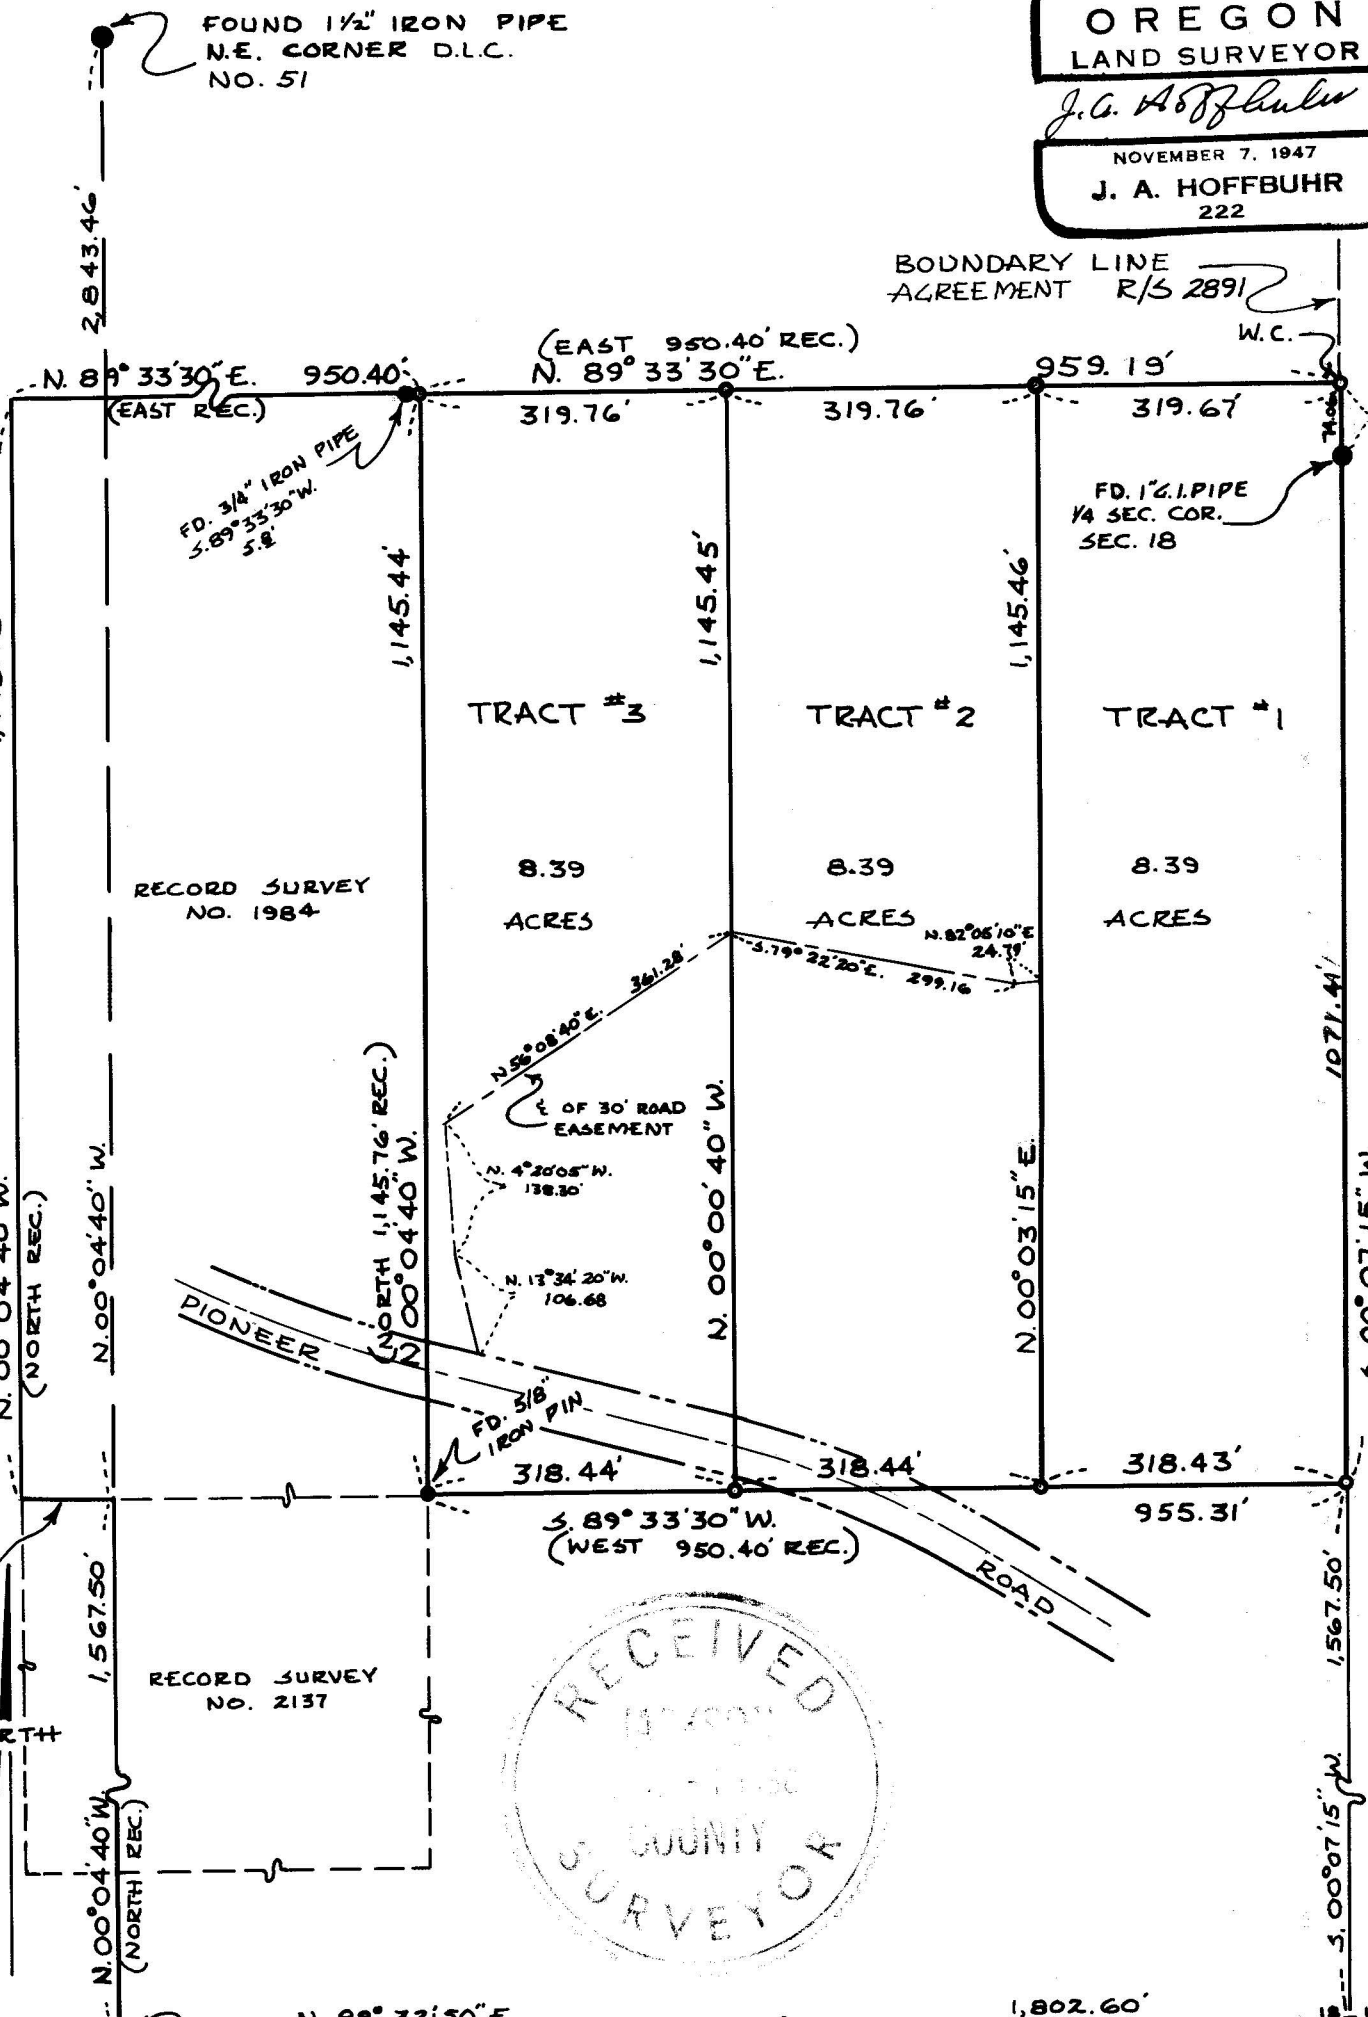 FOUND 1½" IRON PIPE
N.E. CORNER D.L.C.
NO. 51
OREGON
LAND SURVEYOR
J.A. Hoffbuhr
NOVEMBER 7, 1947
J. A. HOFFBUHR
222
2,843.46'
BOUNDARY LINE
AGREEMENT R/S 2891
W.C.
(EAST 950.40' REC.)
N. 89° 33' 30" E. 950.40'
N. 89° 33' 30" E.
959.19'
(EAST REC.)
319.76'
319.76'
319.67'
FD. 3/4" IRON PIPE
S.89°33'30"W.
5.8'
FD. 1" G.I. PIPE
1/4 SEC. COR.
SEC. 18
1,145.44'
1,145.45'
1,145.46'
TRACT #3
TRACT #2
TRACT #1
8.39
ACRES
8.39
ACRES
8.39
ACRES
RECORD SURVEY
NO. 1984
N.82°05'10"E
24.79'
S.79°22'20"E. 299.16
N 56°08'40"E. 361.28'
℄ OF 30' ROAD
EASEMENT
N. 4°20'05"W.
138.30'
N. 13°34'20"W.
106.68
(NORTH REC.)
N.00°04'40"W.
(NORTH 1,145.76' REC.)
N 00°04'40"W.
N. 00°00'40"W.
N.00°03'15"E.
PIONEER
ROAD
FD. 5/8"
IRON PIN
318.44'
318.44'
318.43'
S. 89° 33' 30" W.
955.31'
(WEST 950.40' REC.)
1,567.50'
1,567.50'
RECORD SURVEY
NO. 2137
RTH
N.00°04'40"W.
(NORTH REC.)
S. 00°07'15"W.
RECEIVED
COUNTY
SURVEYOR
1,802.60'